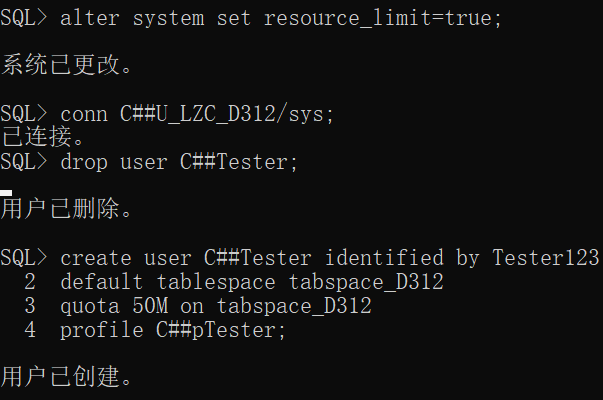 SQL> alter system set resource_limit=true;
系统已更改。
SQL> conn C##U_LZC_D312/sys;
已连接。
SQL> drop user C##Tester;
用户已删除。
SQL> create user C##Tester identified by Tester123
2 default tablespace tabspace_D312
3 quota 50M on tabspace_D312
4 profile C##pTester;
用户已创建。